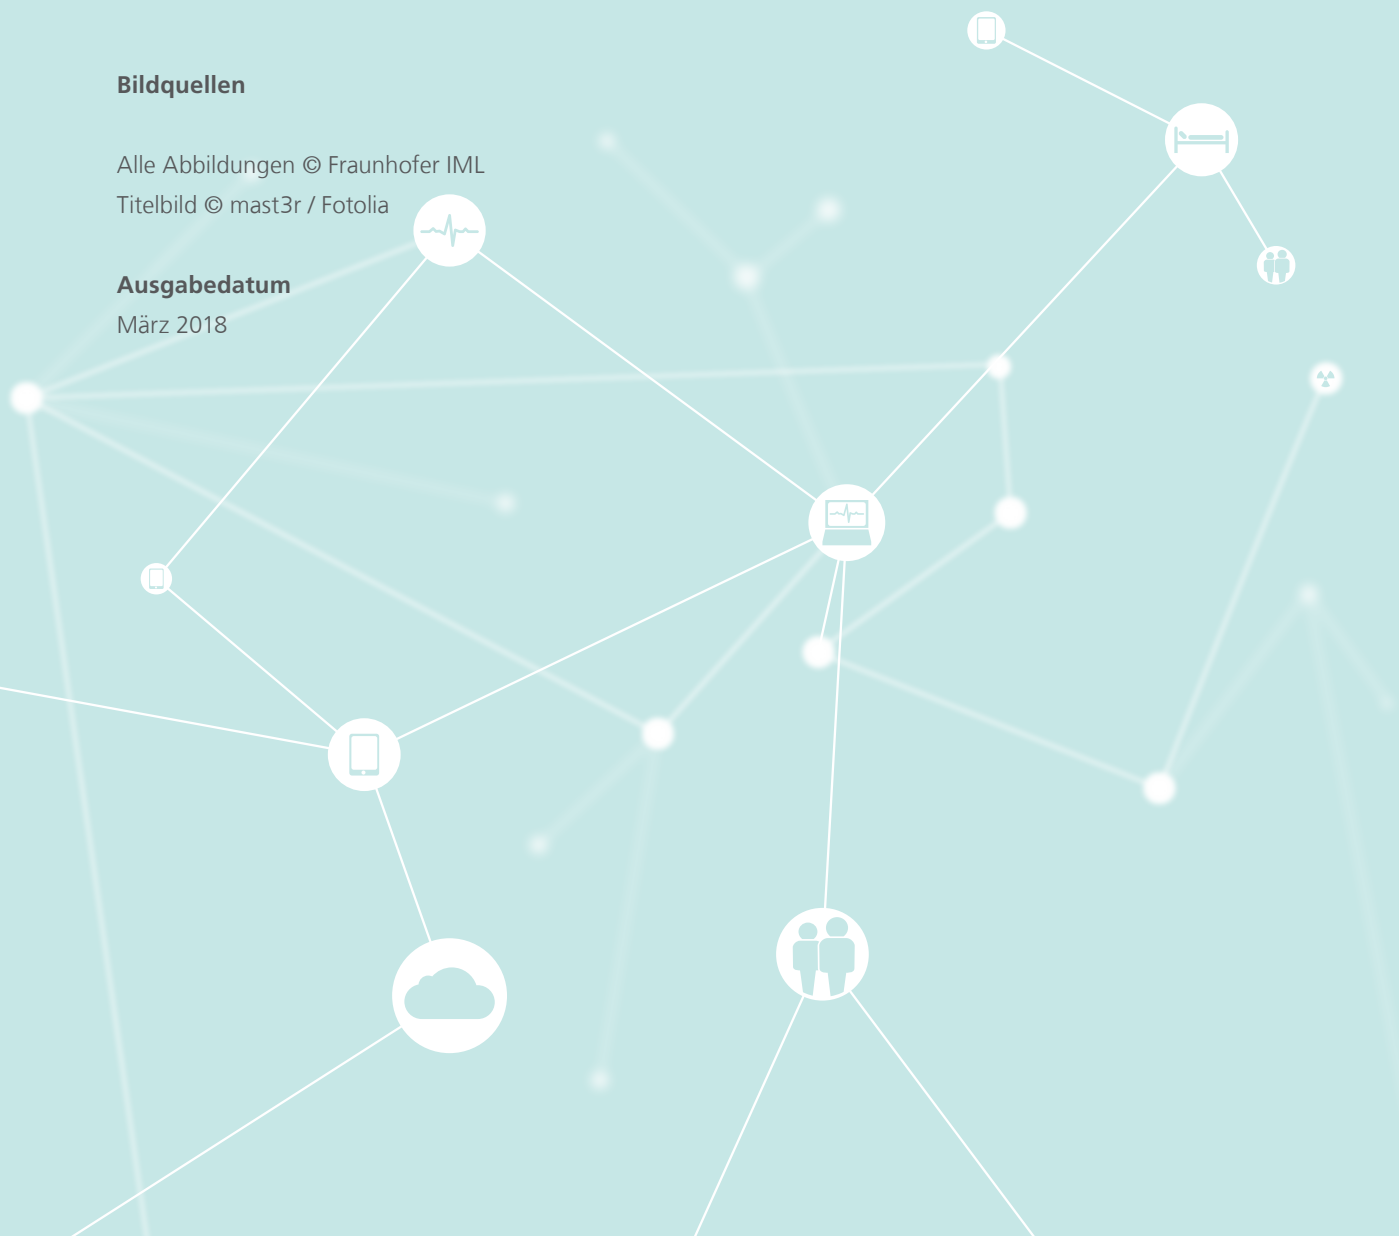 Bildquellen
Alle Abbildungen © Fraunhofer IML
Titelbild © mast3r / Fotolia
Ausgabedatum
März 2018